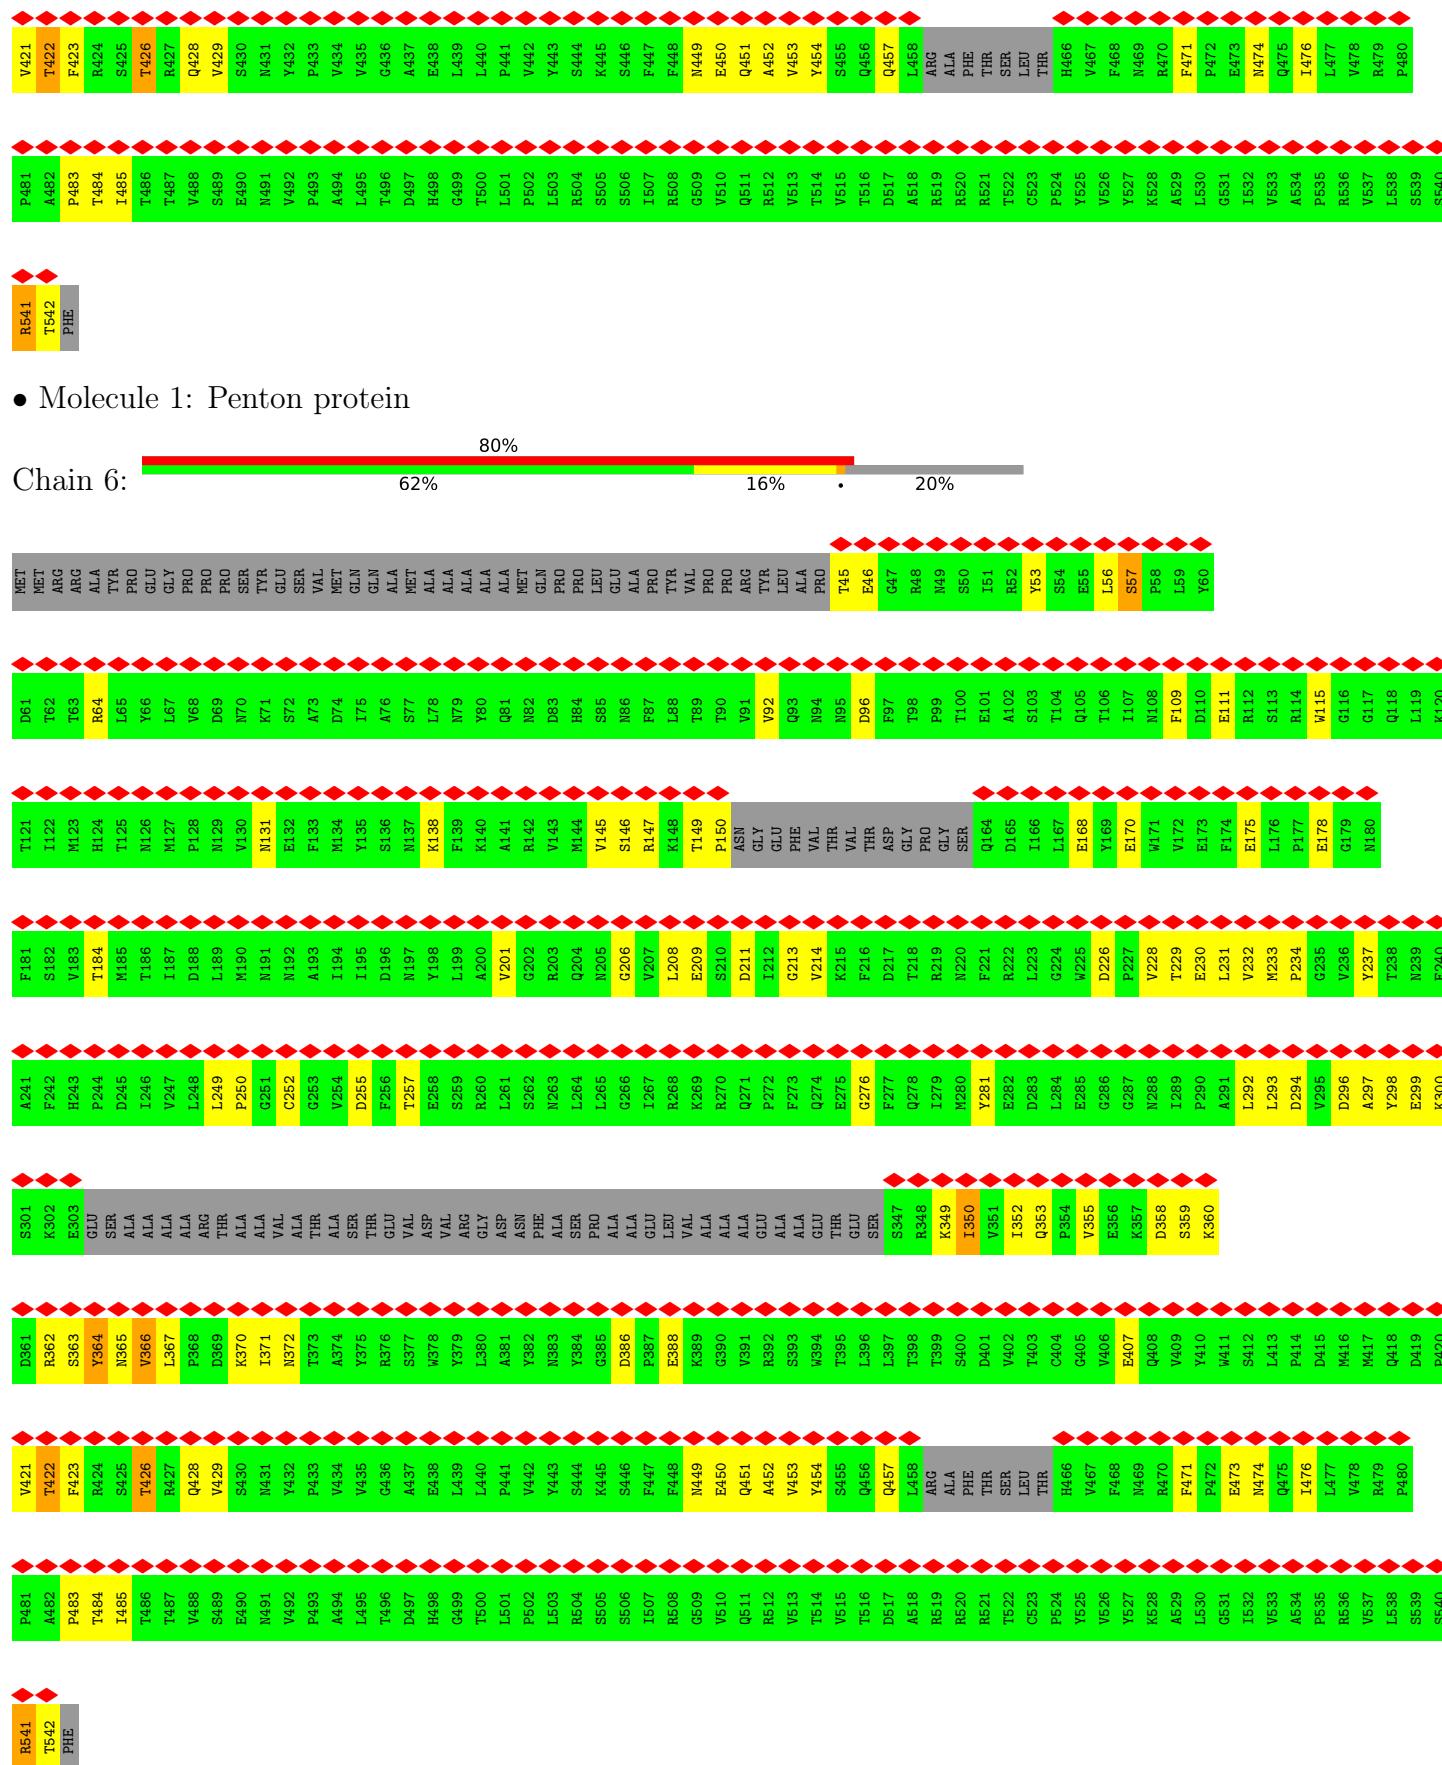 V421 T422 F423 R424 S425 T426 R427 Q428 V429 S430 N431 Y432 P433 V434 V435 G436 A437 E438 L439 L440 P441 V442 Y443 S444 K445 S446 F447 F448 N449 E450 Q451 A452 V453 Y454 S455 Q456 Q457 L458 ARG ALA PHE THR SER LEU THR H466 V467 F468 N469 R470 F471 P472 E473 N474 Q475 I476 L477 V478 R479 P480
P481 A482 P483 T484 I485 T486 T487 V488 S489 E490 N491 V492 P493 A494 L495 T496 D497 H498 G499 T500 L501 P502 L503 R504 S505 S506 I507 R508 G509 V510 Q511 R512 V513 T514 V515 T516 D517 A518 R519 R520 R521 T522 C523 P524 Y525 V526 Y527 K528 A529 L530 G531 I532 V533 A534 P535 R536 V537 L538 S539 S540
R541 T542 PHE
• Molecule 1: Penton protein
80%
Chain 6:
62% 16% • 20%
MET MET ARG ARG ALA TYR PRO GLU GLY PRO PRO PRO SER TYR GLU SER VAL MET GLN GLN ALA MET ALA ALA ALA ALA ALA MET GLN PRO PRO LEU GLU ALA PRO TYR VAL PRO PRO ARG TYR LEU ALA PRO T45 E46 G47 R48 N49 S50 I51 R52 Y53 S54 E55 L56 S57 P58 L59 Y60
D61 T62 T63 R64 L65 Y66 L67 V68 D69 N70 K71 S72 A73 D74 I75 A76 S77 L78 N79 Y80 Q81 N82 D83 H84 S85 N86 F87 L88 T89 T90 V91 V92 Q93 N94 N95 D96 F97 T98 P99 T100 E101 A102 S103 T104 Q105 T106 I107 N108 F109 D110 E111 R112 S113 R114 W115 G116 G117 Q118 L119 K120
T121 I122 M123 H124 T125 N126 M127 P128 N129 V130 N131 E132 F133 M134 Y135 S136 N137 K138 F139 K140 A141 R142 V143 M144 V145 S146 R147 K148 T149 P150 ASN GLY GLU PHE VAL THR VAL THR ASP GLY PRO GLY SER Q164 D165 I166 L167 E168 Y169 E170 W171 V172 E173 F174 E175 L176 P177 E178 G179 N180
F181 S182 V183 T184 M185 T186 I187 D188 L189 M190 N191 N192 A193 I194 I195 D196 N197 Y198 L199 A200 V201 G202 R203 Q204 N205 G206 V207 L208 E209 S210 D211 I212 G213 V214 K215 F216 D217 T218 R219 N220 F221 R222 L223 G224 W225 D226 P227 V228 T229 E230 L231 V232 M233 P234 G235 V236 Y237 T238 N239 E240
A241 F242 H243 P244 D245 I246 V247 L248 L249 P250 G251 C252 G253 V254 D255 F256 T257 E258 S259 R260 L261 S262 N263 L264 L265 G266 I267 R268 K269 R270 Q271 P272 F273 Q274 E275 G276 F277 Q278 I279 M280 Y281 E282 D283 L284 E285 G286 G287 N288 I289 P290 A291 L292 L293 D294 V295 D296 A297 Y298 E299 K300
S301 K302 E303 GLU SER ALA ALA ALA ALA ARG THR ALA ALA VAL ALA THR ALA SER THR GLU VAL ASP VAL ARG GLY ASP ASN PHE ALA SER PRO ALA ALA GLU LEU VAL ALA ALA ALA GLU ALA ALA GLU THR GLU SER S347 R348 K349 I350 V351 I352 Q353 P354 V355 E356 K357 D358 S359 K360
D361 R362 S363 Y364 N365 V366 L367 P368 D369 K370 I371 N372 T373 A374 Y375 R376 S377 W378 Y379 L380 A381 Y382 N383 Y384 G385 D386 P387 E388 K389 G390 V391 R392 S393 W394 T395 L396 L397 T398 T399 S400 D401 V402 T403 C404 G405 V406 E407 Q408 V409 Y410 W411 S412 L413 P414 D415 M416 M417 Q418 D419 P420
V421 T422 F423 R424 S425 T426 R427 Q428 V429 S430 N431 Y432 P433 V434 V435 G436 A437 E438 L439 L440 P441 V442 Y443 S444 K445 S446 F447 F448 N449 E450 Q451 A452 V453 Y454 S455 Q456 Q457 L458 ARG ALA PHE THR SER LEU THR H466 V467 F468 N469 R470 F471 P472 E473 N474 Q475 I476 L477 V478 R479 P480
P481 A482 P483 T484 I485 T486 T487 V488 S489 E490 N491 V492 P493 A494 L495 T496 D497 H498 G499 T500 L501 P502 L503 R504 S505 S506 I507 R508 G509 V510 Q511 R512 V513 T514 V515 T516 D517 A518 R519 R520 R521 T522 C523 P524 Y525 V526 Y527 K528 A529 L530 G531 I532 V533 A534 P535 R536 V537 L538 S539 S540
R541 T542 PHE